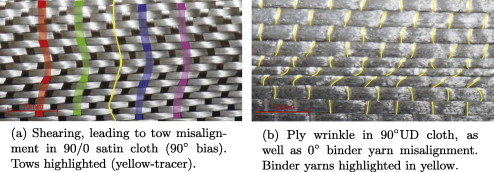 (a) Shearing, leading to tow misalign-
ment in 90/0 satin cloth (90° bias).
Tows highlighted (yellow-tracer).
(b) Ply wrinkle in 90°UD cloth, as
well as 0° binder yarn misalignment.
Binder yarns highlighted in yellow.